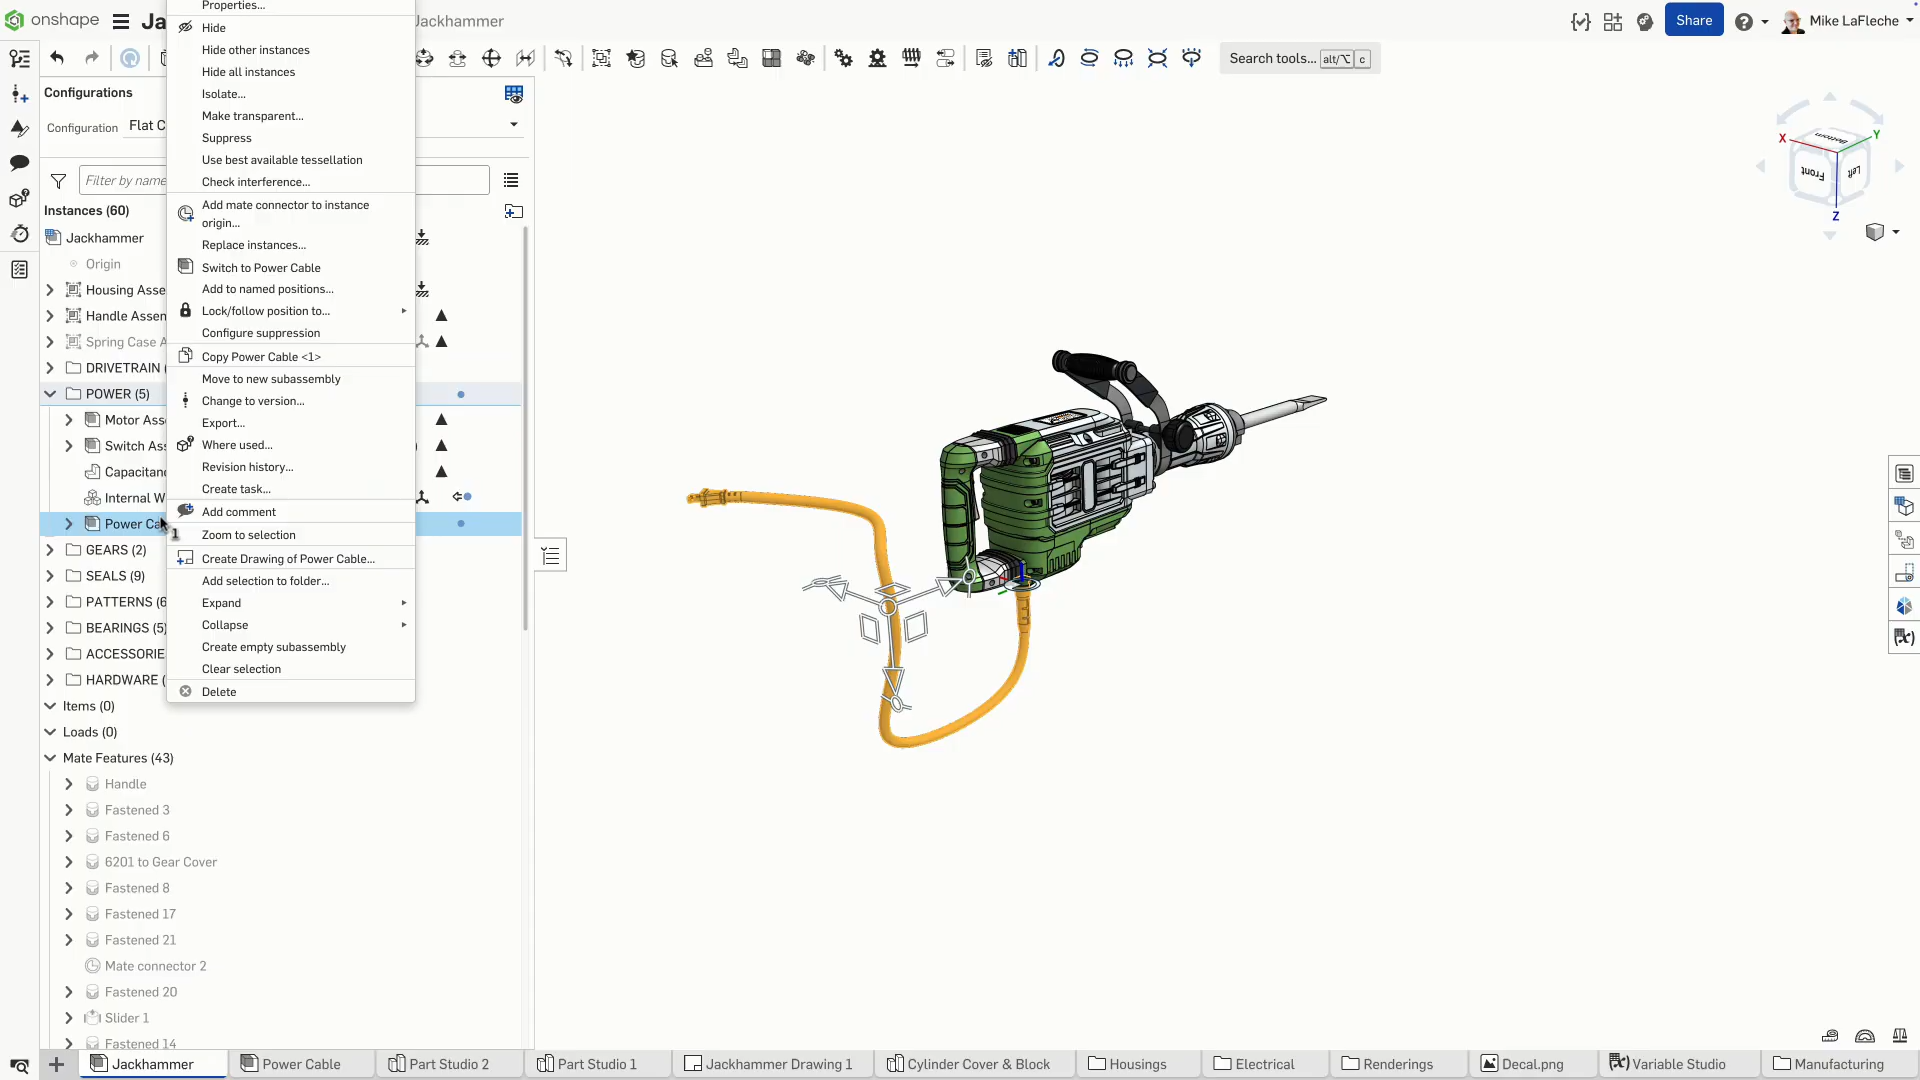 onshape
Ja
Jackhammer
Share
Mike LaFleche
Search tools... alt/⌥ c
Configurations
Configuration Flat C
Filter by name
Instances (60)
Jackhammer
Origin
Housing Asse
Handle Assen
Spring Case A
DRIVETRAIN (
POWER (5)
Motor Asse
Switch Ass
)
Capacitanc
Internal W
Power Ca
1
GEARS (2)
SEALS (9)
PATTERNS (6
BEARINGS (5)
ACCESSORIE
HARDWARE (
Items (0)
Loads (0)
Mate Features (43)
Handle
Fastened 3
Fastened 6
6201 to Gear Cover
Fastened 8
Fastened 17
Fastened 21
Mate connector 2
Fastened 20
Slider 1
Fastened 14
Properties...
Hide
Hide other instances
Hide all instances
Isolate...
Make transparent...
Suppress
Use best available tessellation
Check interference...
Add mate connector to instance
origin...
Replace instances...
Switch to Power Cable
Add to named positions...
Lock/follow position to...
Configure suppression
Copy Power Cable <1>
Move to new subassembly
Change to version...
Export...
Where used...
Revision history...
Create task...
Add comment
Zoom to selection
Create Drawing of Power Cable...
Add selection to folder...
Expand
Collapse
Create empty subassembly
Clear selection
Delete
X
Y
Z
Bottom
Front
Left
Jackhammer
Power Cable
Part Studio 2
Part Studio 1
Jackhammer Drawing 1
Cylinder Cover & Block
Housings
Electrical
Renderings
Decal.png
Variable Studio
Manufacturing